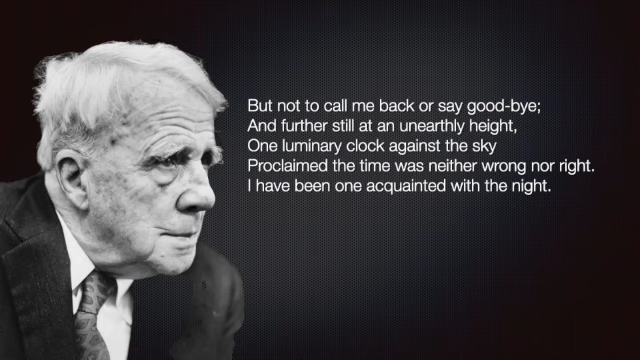 But not to call me back or say good-bye;
And further still at an unearthly height,
One luminary clock against the sky
Proclaimed the time was neither wrong nor right.
I have been one acquainted with the night.